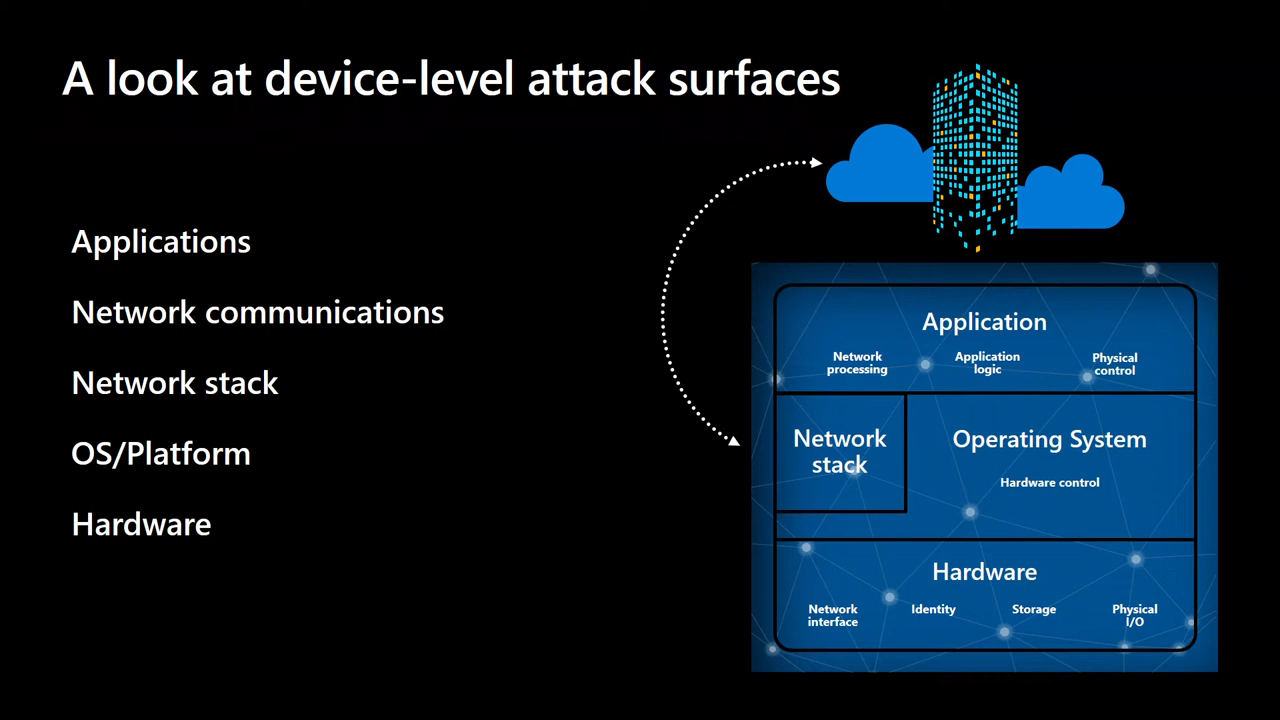 A look at device-level attack surfaces
Applications
Network communications
Network stack
OS/Platform
Hardware
Application
Network
processing
Application
logic
Physical
control
Network
stack
Operating System
Hardware control
Hardware
Network
interface
Identity
Storage
Physical
I/O